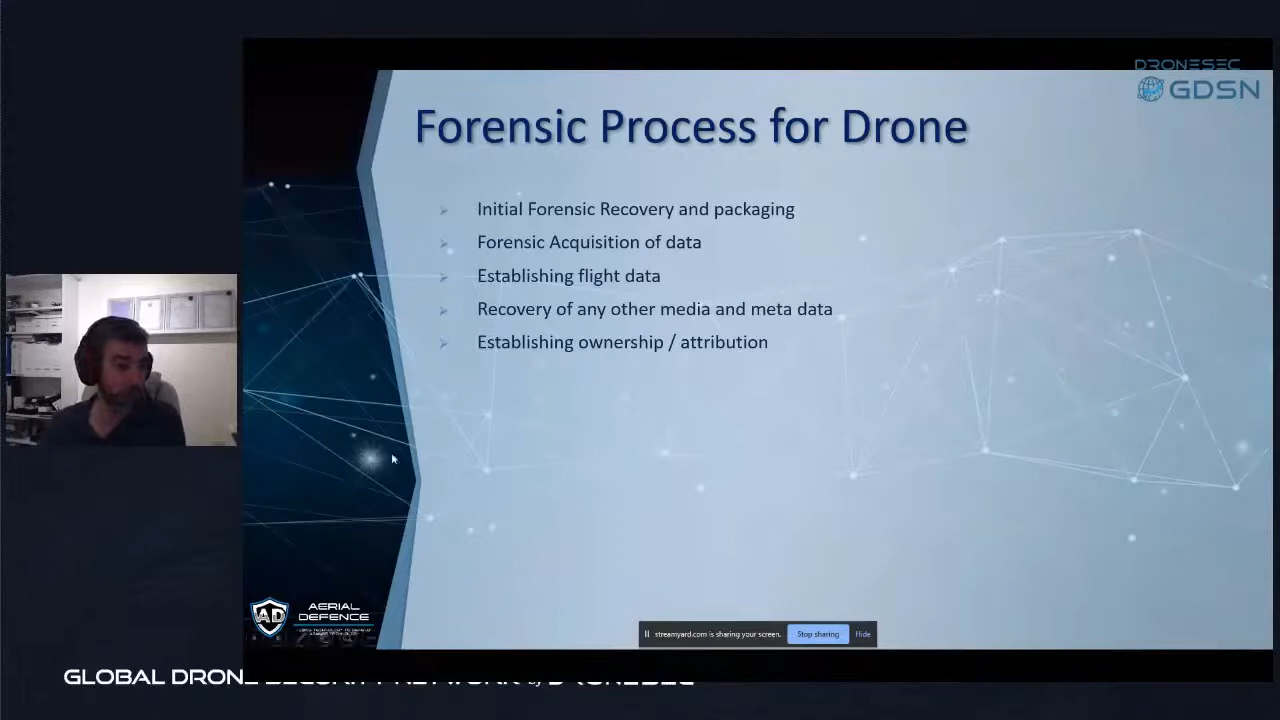 DRONESEC
GDSN
Forensic Process for Drone
Initial Forensic Recovery and packaging
Forensic Acquisition of data
Establishing flight data
Recovery of any other media and meta data
Establishing ownership / attribution
AD
AERIAL
DEFENCE
streamyard.com is sharing your screen.
Stop sharing
Hide
GLOBAL DRONE SECURITY NETWORK by DRONESEC